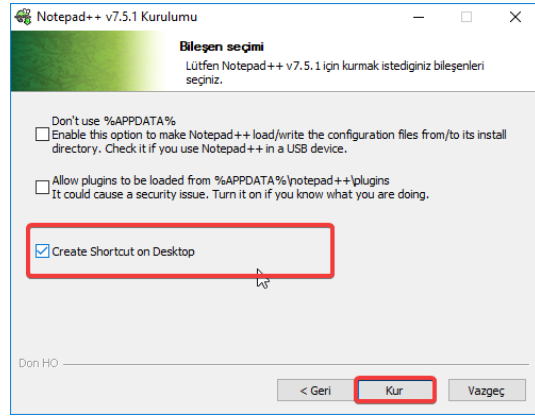 Notepad++ v7.5.1 Kurulumu
Bileşen seçimi
Lütfen Notepad++ v7.5.1 için kurmak istediginiz bileşenleri
seçiniz.
Don't use %APPDATA%
Enable this option to make Notepad++ load/write the configuration files from/to its install
directory. Check it if you use Notepad++ in a USB device.
Allow plugins to be loaded from %APPDATA%\notepad++\plugins
It could cause a security issue. Turn it on if you know what you are doing.
Create Shortcut on Desktop
Don HO
< Geri Kur Vazgeç